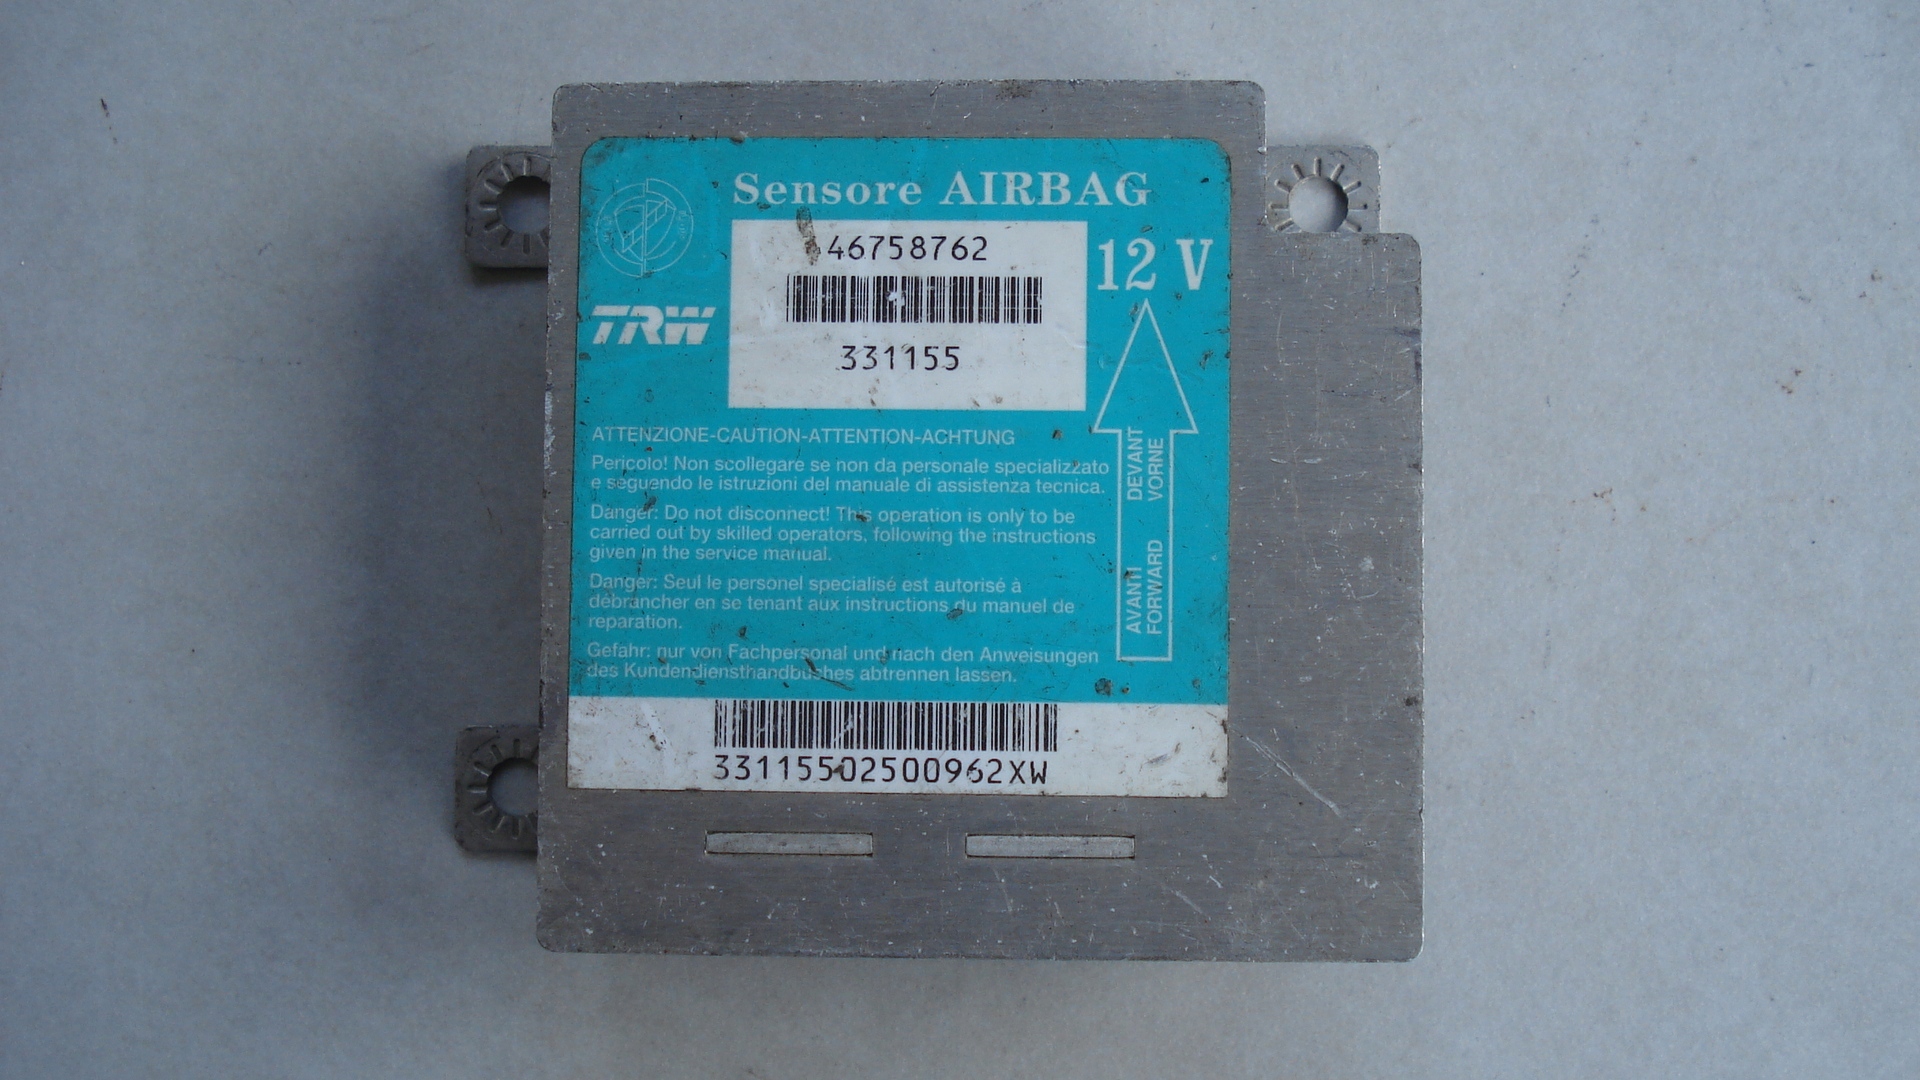 Sensore AIRBAG
46758762
12 V
TRW
331155
ATTENZIONE-CAUTION-ATTENTION-ACHTUNG
Pericolo! Non scollegare se non da personale specializzato
e seguendo le istruzioni del manuale di assistenza tecnica.
Danger: Do not disconnect! This operation is only to be
carried out by skilled operators, following the instructions
given in the service manual.
Danger: Seul le personel specialisé est autorisé à
débrancher en se tenant aux instructions du manuel de
reparation.
Gefahr: nur von Fachpersonal und nach den Anweisungen
des Kundendiensthandbuches abtrennen lassen.
AVANTI DEVANT
FORWARD VORNE
33115502500962XW